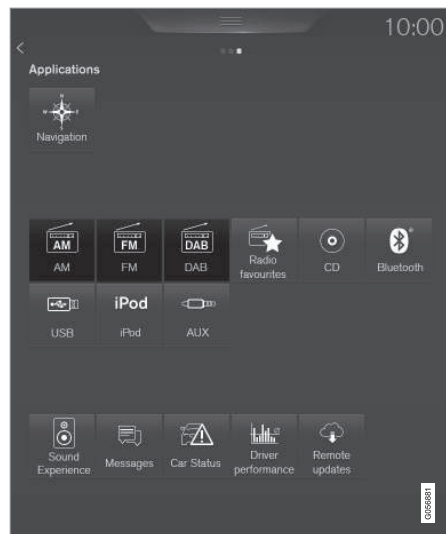 10:00
Applications
N
W E
S
Navigation
AM FM DAB
AM FM DAB Radio favourites CD Bluetooth
iPod
USB iPod AUX
Sound Experience Messages Car Status Driver performance Remote updates
G056881